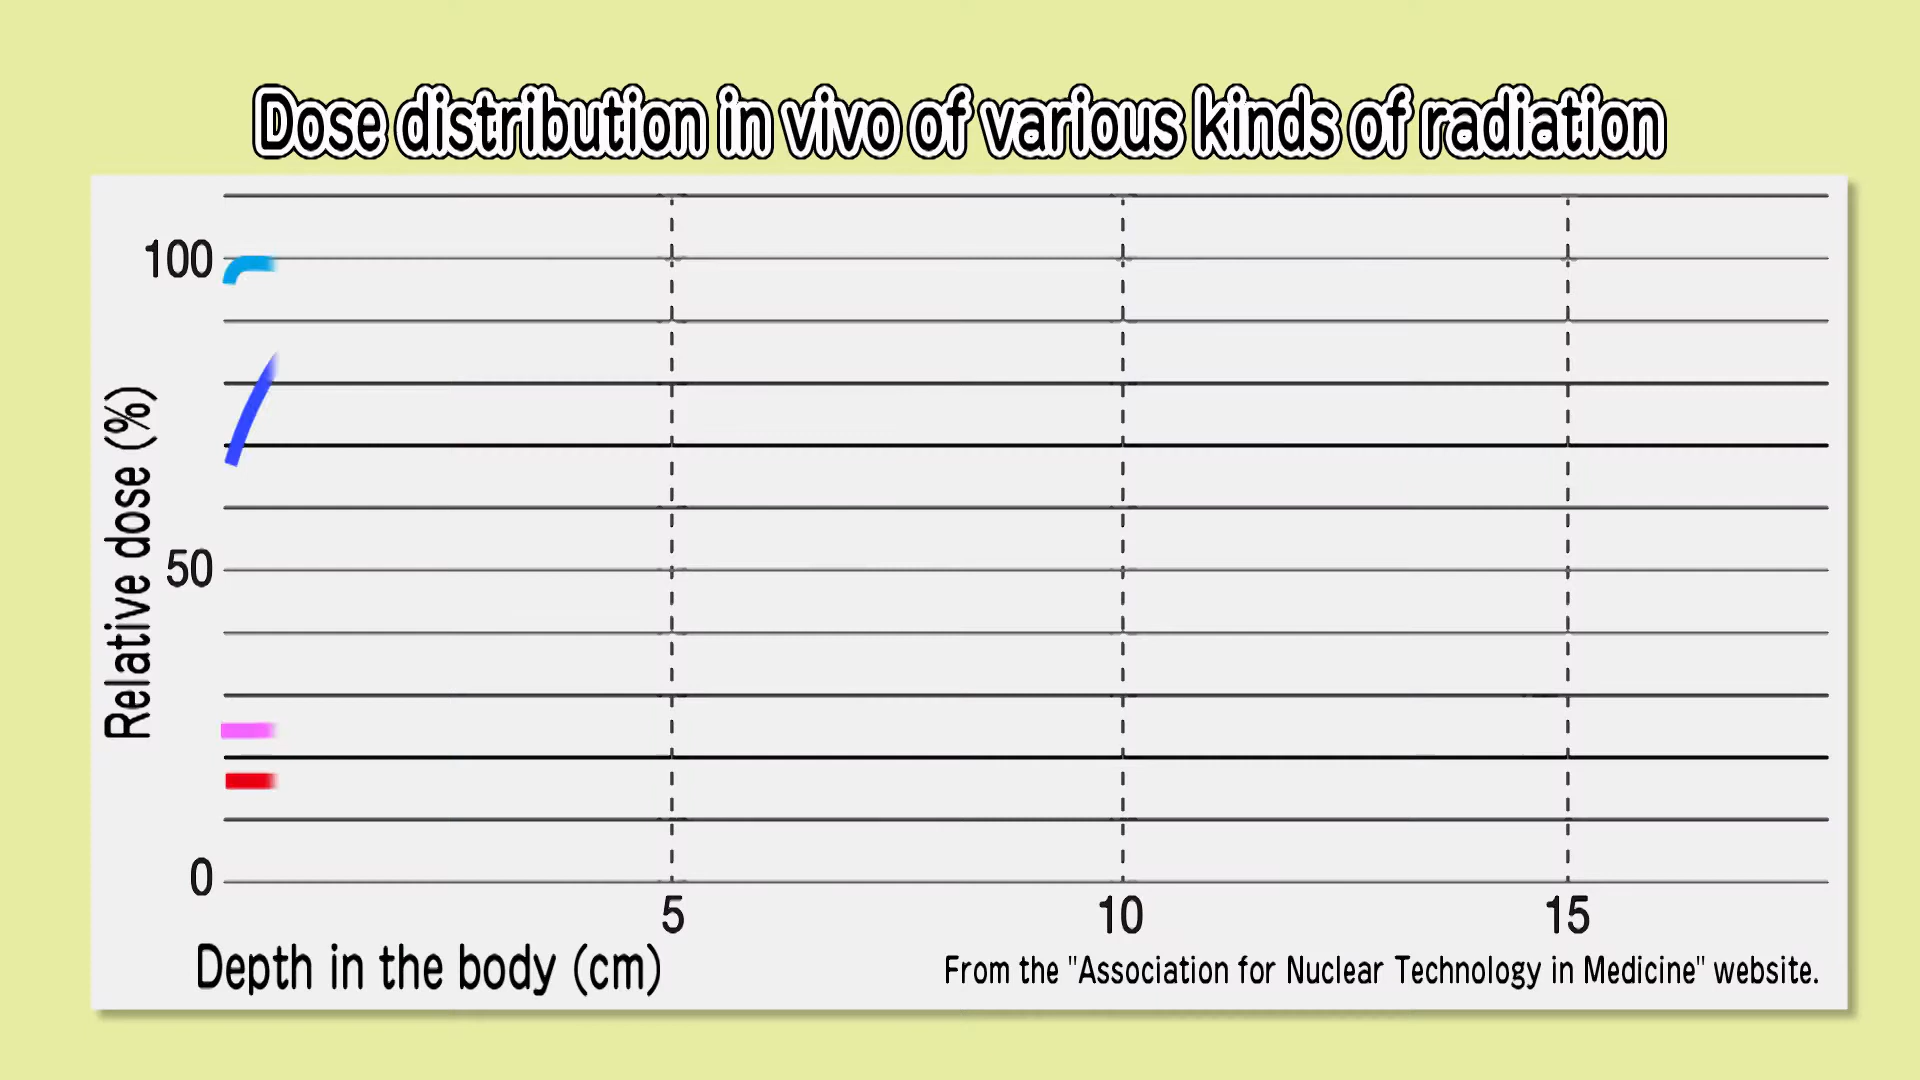 Dose distribution in vivo of various kinds of radiation
100
50
0
Relative dose (%)
5
10
15
Depth in the body (cm)
From the "Association for Nuclear Technology in Medicine" website.